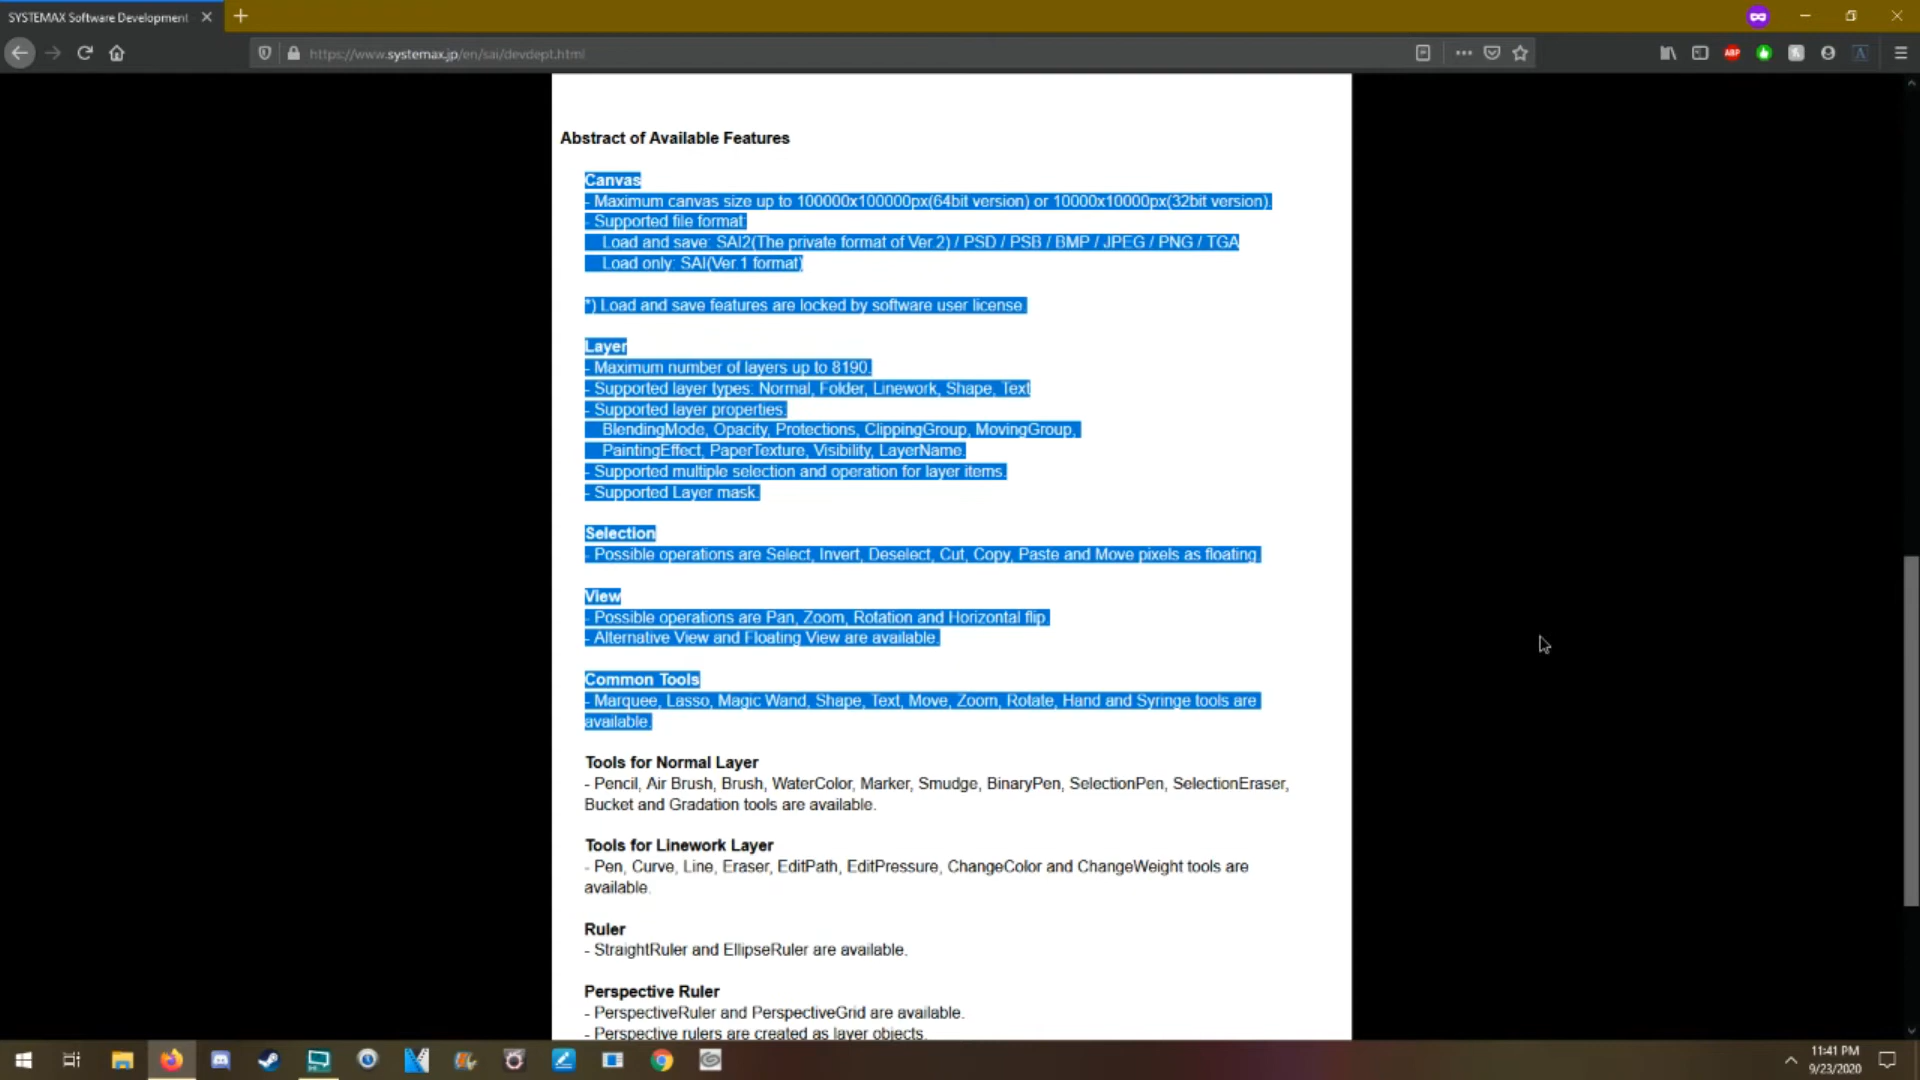 SYSTEMAX Software Development
https://www.systemax.jp/en/sai/devdept.html
ABP
Abstract of Available Features
Canvas
- Maximum canvas size up to 100000x100000px(64bit version) or 10000x10000px(32bit version).
- Supported file format:
Load and save: SAI2(The private format of Ver.2) / PSD / PSB / BMP / JPEG / PNG / TGA
Load only: SAI(Ver.1 format)
*) Load and save features are locked by software user license
Layer
- Maximum number of layers up to 8190.
- Supported layer types: Normal, Folder, Linework, Shape, Text
- Supported layer properties.
BlendingMode, Opacity, Protections, ClippingGroup, MovingGroup,
PaintingEffect, PaperTexture, Visibility, LayerName.
- Supported multiple selection and operation for layer items.
- Supported Layer mask.
Selection
- Possible operations are Select, Invert, Deselect, Cut, Copy, Paste and Move pixels as floating
View
- Possible operations are Pan, Zoom, Rotation and Horizontal flip
- Alternative View and Floating View are available.
Common Tools
- Marquee, Lasso, Magic Wand, Shape, Text, Move, Zoom, Rotate, Hand and Syringe tools are
available.
Tools for Normal Layer
- Pencil, Air Brush, Brush, WaterColor, Marker, Smudge, BinaryPen, SelectionPen, SelectionEraser,
Bucket and Gradation tools are available.
Tools for Linework Layer
- Pen, Curve, Line, Eraser, EditPath, EditPressure, ChangeColor and ChangeWeight tools are
available.
Ruler
- StraightRuler and EllipseRuler are available.
Perspective Ruler
- PerspectiveRuler and PerspectiveGrid are available.
- Perspective rulers are created as layer objects.
11:41 PM
9/23/2020